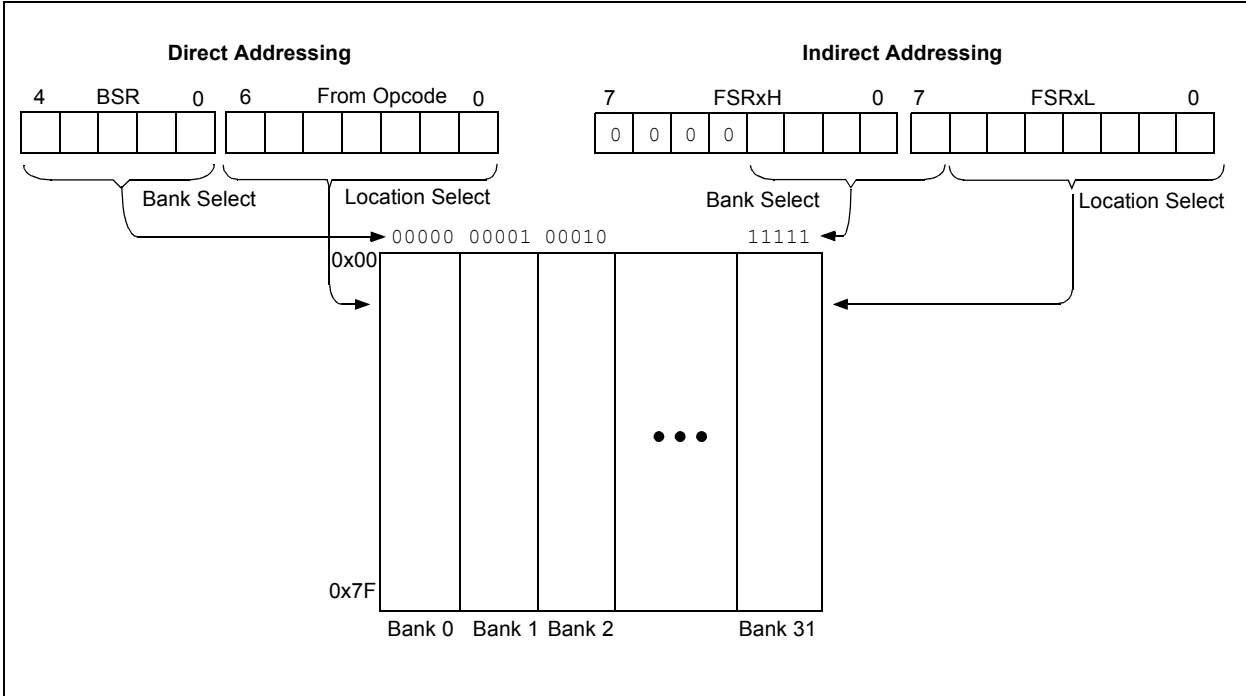 Direct Addressing
Indirect Addressing
4 BSR 0 6 From Opcode 0
7 FSRxH 0 7 FSRxL 0
0 0 0 0
Bank Select Location Select
Bank Select Location Select
00000 00001 00010 11111
0x00
0x7F
Bank 0 Bank 1 Bank 2 Bank 31